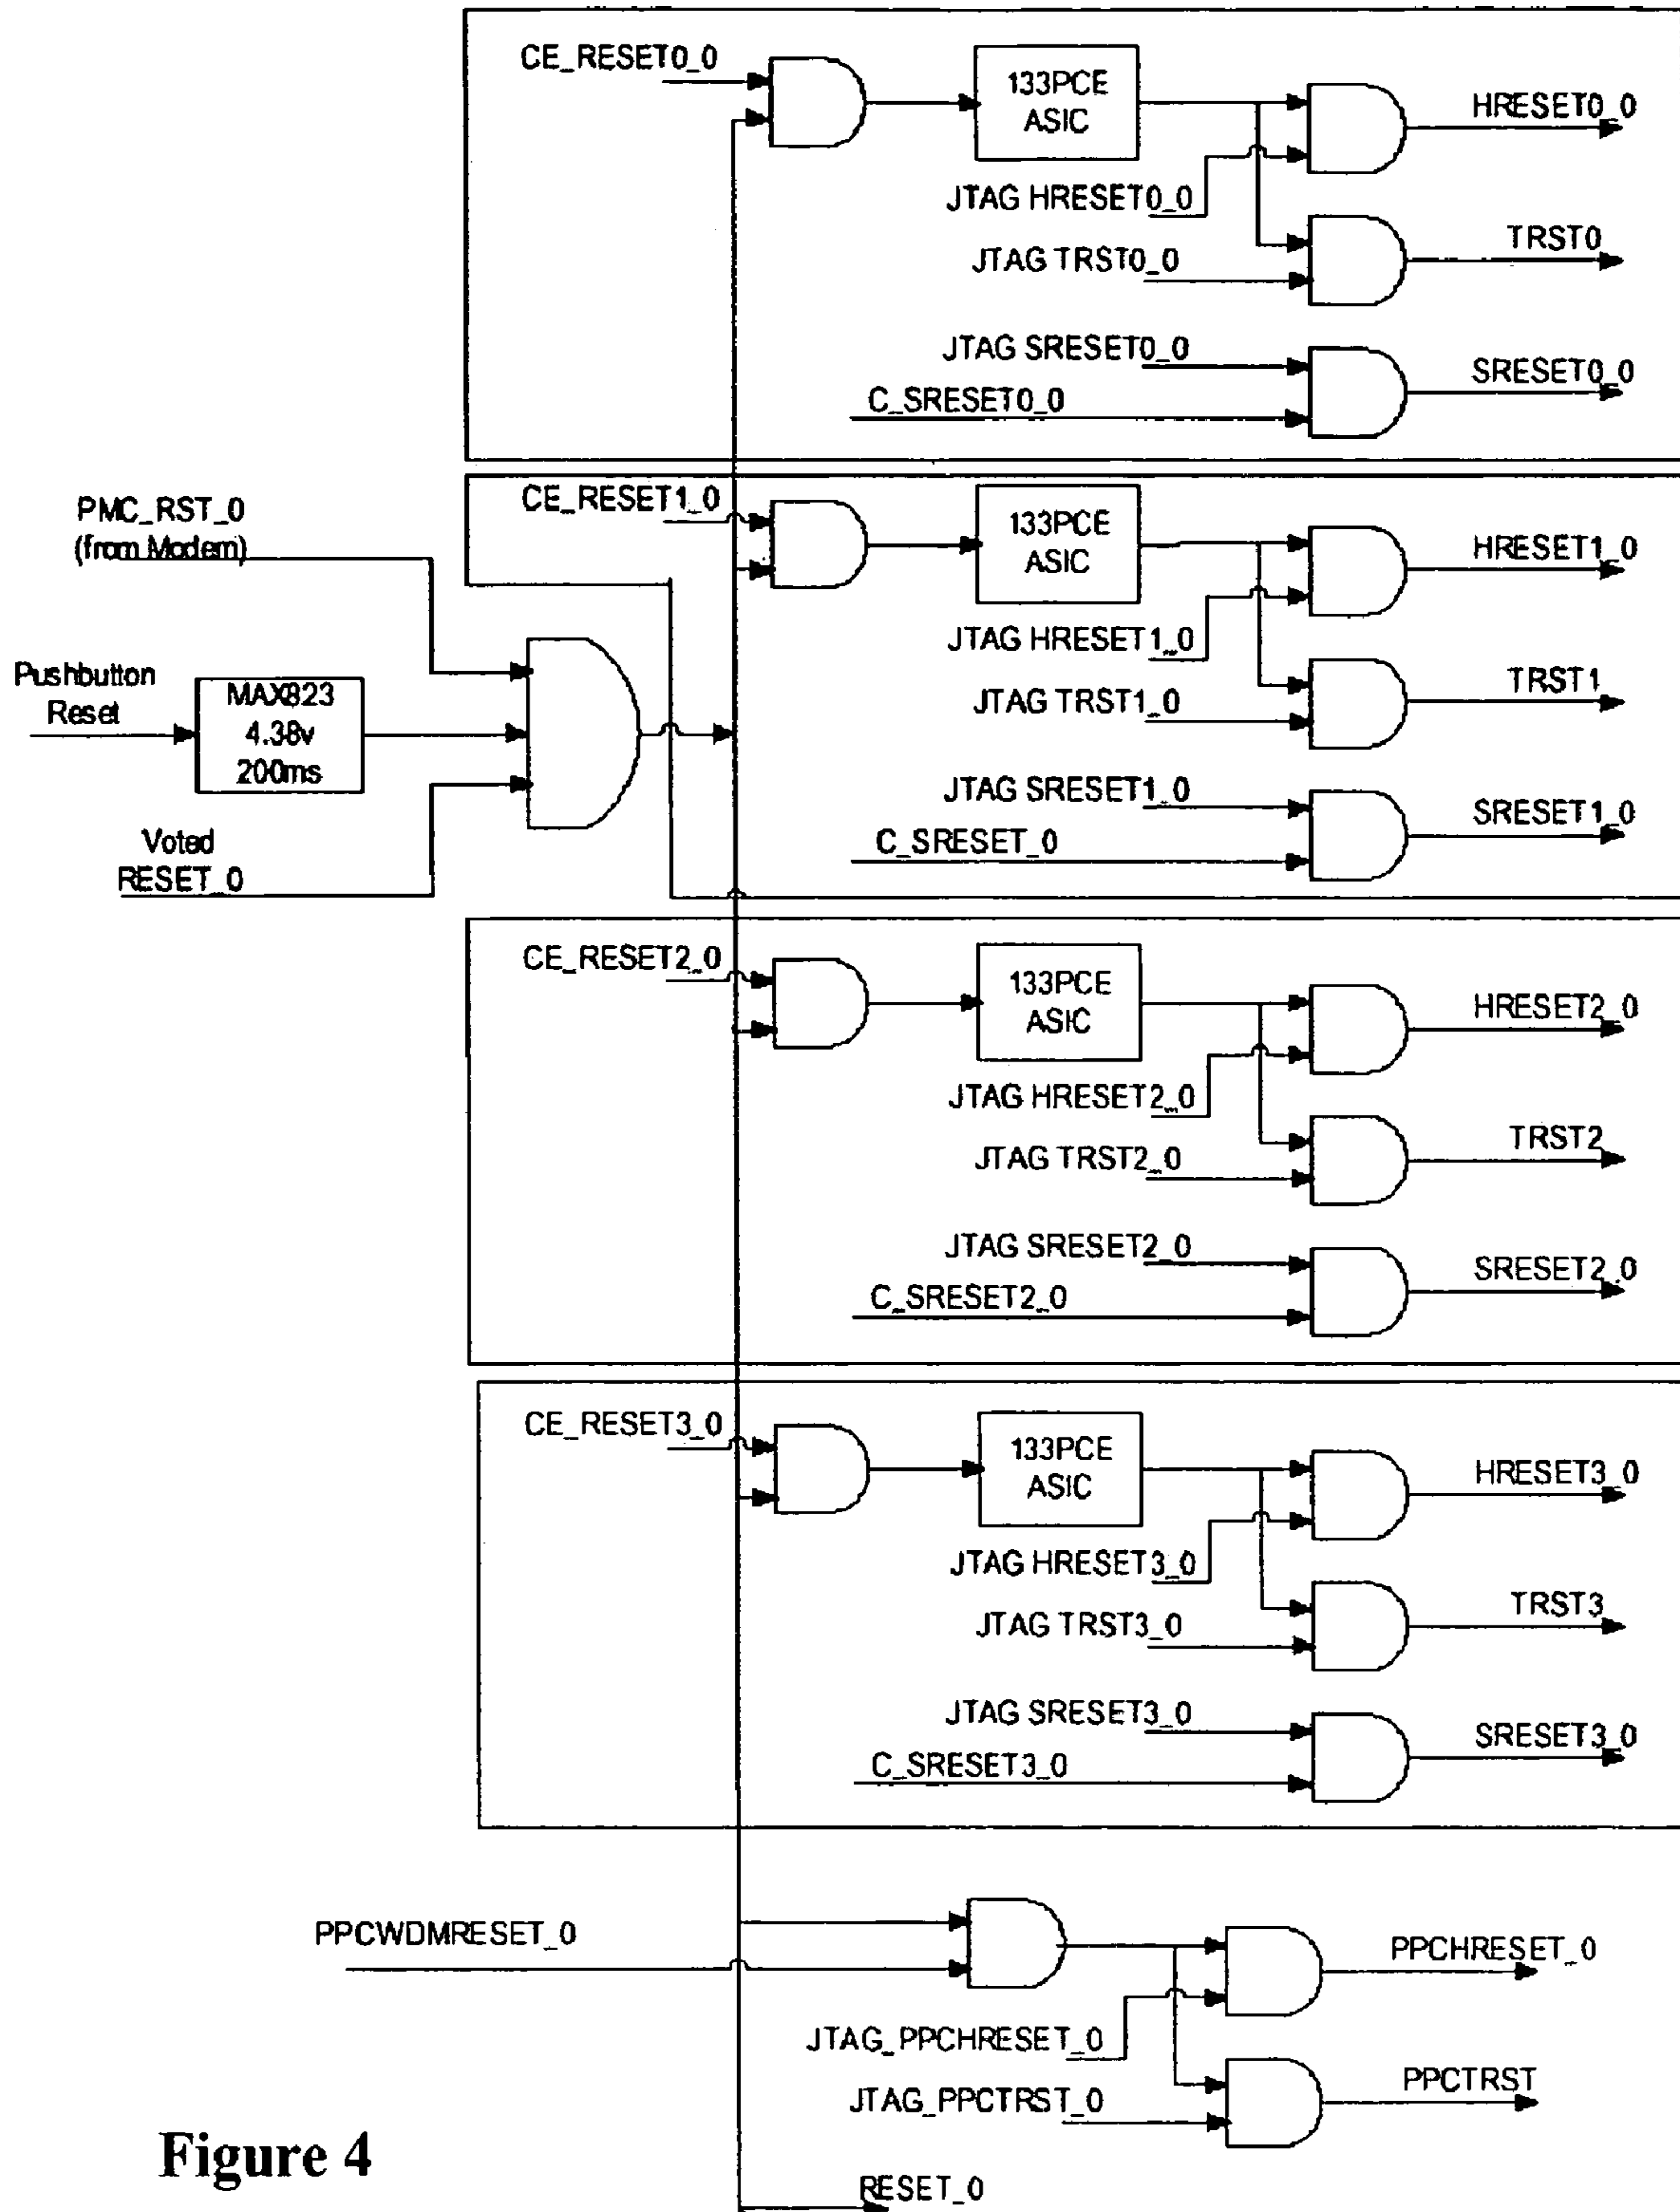 CE_RESET0_0
133PCE
ASIC
HRESET0_0
JTAG HRESET0_0
TRST0
JTAG TRST0_0
JTAG SRESET0_0
SRESET0_0
C_SRESET0_0
PMC_RST_0
(from Modem)
Pushbutton
Reset
MAX823
4.38v
200ms
Voted
RESET_0
CE_RESET1_0
133PCE
ASIC
HRESET1_0
JTAG HRESET1_0
TRST1
JTAG TRST1_0
JTAG SRESET1_0
SRESET1_0
C_SRESET_0
CE_RESET2_0
133PCE
ASIC
HRESET2_0
JTAG HRESET2_0
TRST2
JTAG TRST2_0
JTAG SRESET2_0
SRESET2_0
C_SRESET2_0
CE_RESET3_0
133PCE
ASIC
HRESET3_0
JTAG HRESET3_0
TRST3
JTAG TRST3_0
JTAG SRESET3_0
SRESET3_0
C_SRESET3_0
PPCWDMRESET_0
PPCHRESET_0
JTAG_PPCHRESET_0
PPCTRST
JTAG_PPCTRST_0
Figure 4
RESET_0